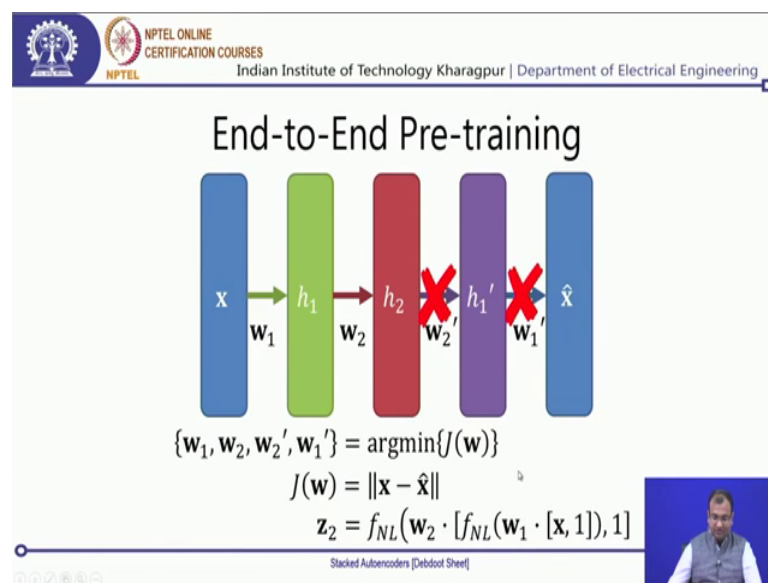 NPTEL ONLINE
CERTIFICATION COURSES
NPTEL
Indian Institute of Technology Kharagpur | Department of Electrical Engineering
End-to-End Pre-training
x h₁ h₂ h₁′ x̂
w₁ w₂ w₂′ w₁′
{w₁, w₂, w₂′, w₁′} = argmin{J(w)}
J(w) = ‖x − x̂‖
z₂ = f_NL(w₂ · [f_NL(w₁ · [x, 1]), 1]
Stacked Autoencoders [Debdoot Sheet]